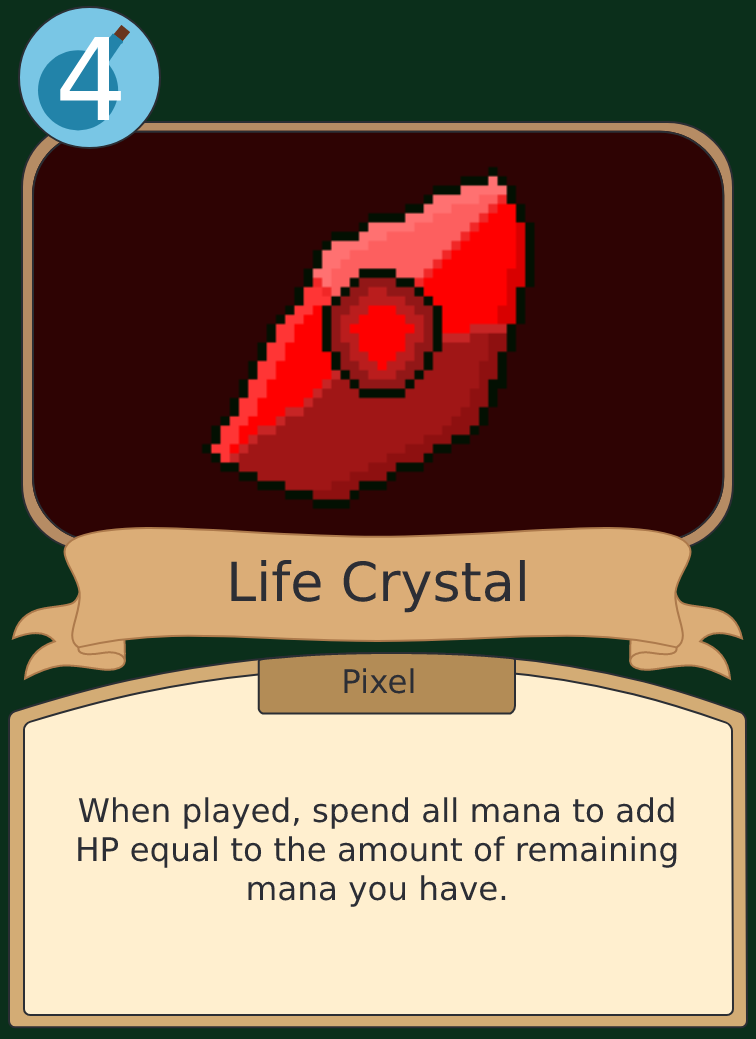 4
Life Crystal
Pixel
When played, spend all mana to add
HP equal to the amount of remaining
mana you have.